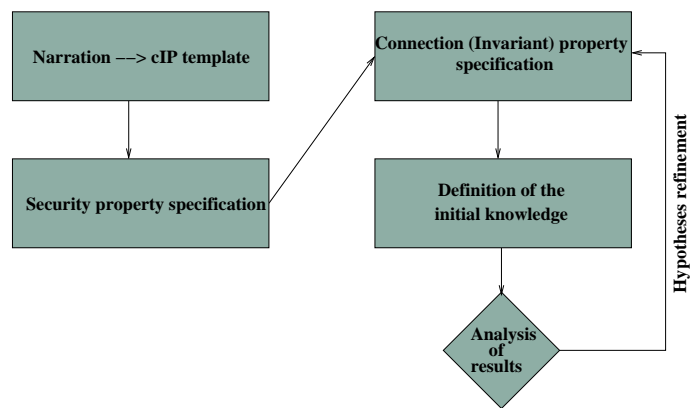 Narration −−> cIP template
Security property specification
Connection (Invariant) property
specification
Definition of the
initial knowledge
Analysis
of
results
Hypotheses refinement